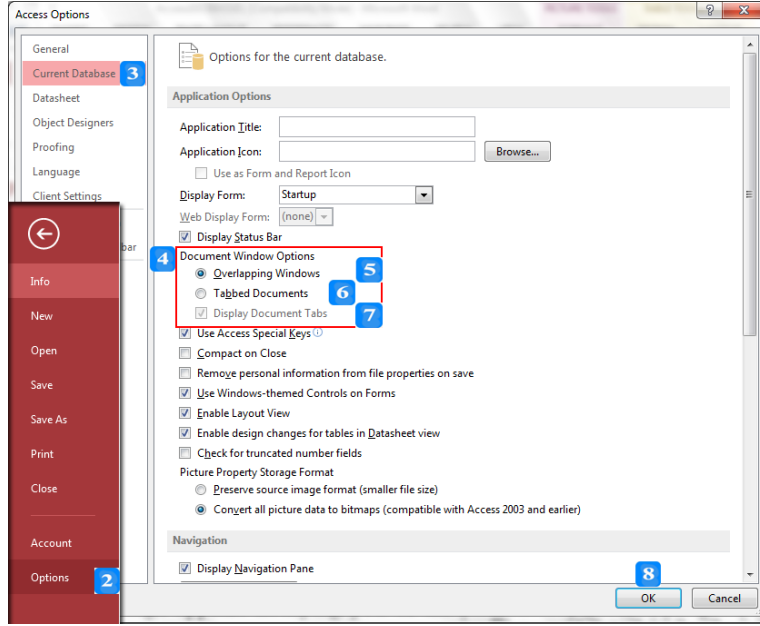 Access Options
General
Current Database 3
Datasheet
Object Designers
Proofing
Language
Client Settings
bar
Info
New
Open
Save
Save As
Print
Close
Account
Options 2
Options for the current database.
Application Options
Application Title:
Application Icon:
Browse...
Use as Form and Report Icon
Display Form: Startup
Web Display Form: (none)
Display Status Bar
4 Document Window Options
Overlapping Windows 5
Tabbed Documents 6
Display Document Tabs 7
Use Access Special Keys
Compact on Close
Remove personal information from file properties on save
Use Windows-themed Controls on Forms
Enable Layout View
Enable design changes for tables in Datasheet view
Check for truncated number fields
Picture Property Storage Format
Preserve source image format (smaller file size)
Convert all picture data to bitmaps (compatible with Access 2003 and earlier)
Navigation
Display Navigation Pane
8
OK Cancel